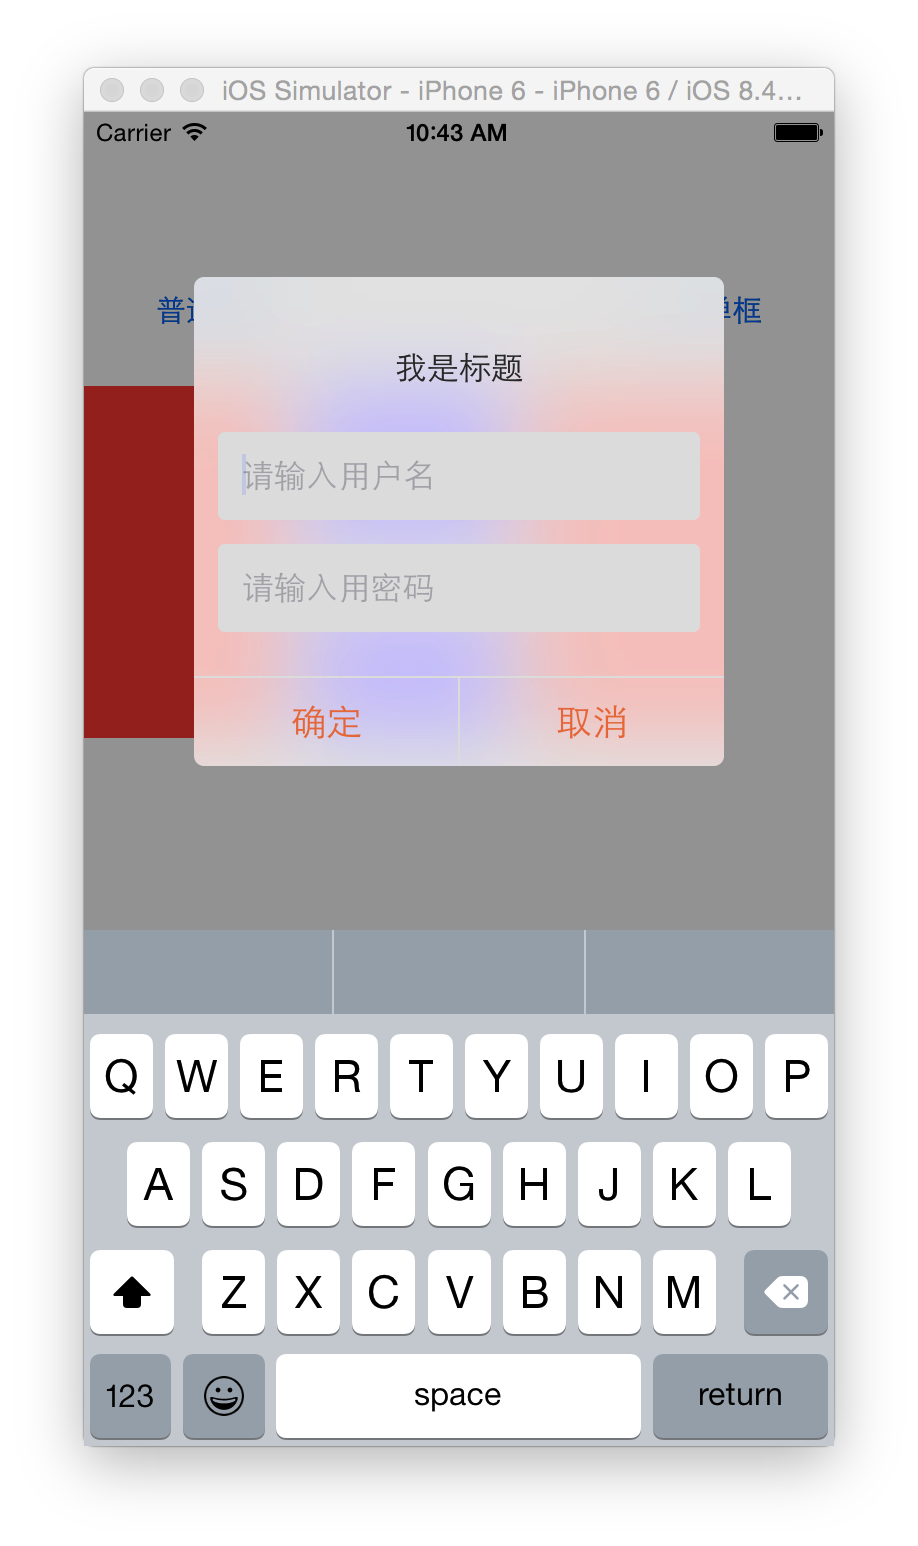 iOS Simulator - iPhone 6 - iPhone 6 / iOS 8.4...
Carrier 10:43 AM
普 框
我是标题
请输入用户名
请输入用密码
确定 取消
Q W E R T Y U I O P
A S D F G H J K L
Z X C V B N M
123 space return